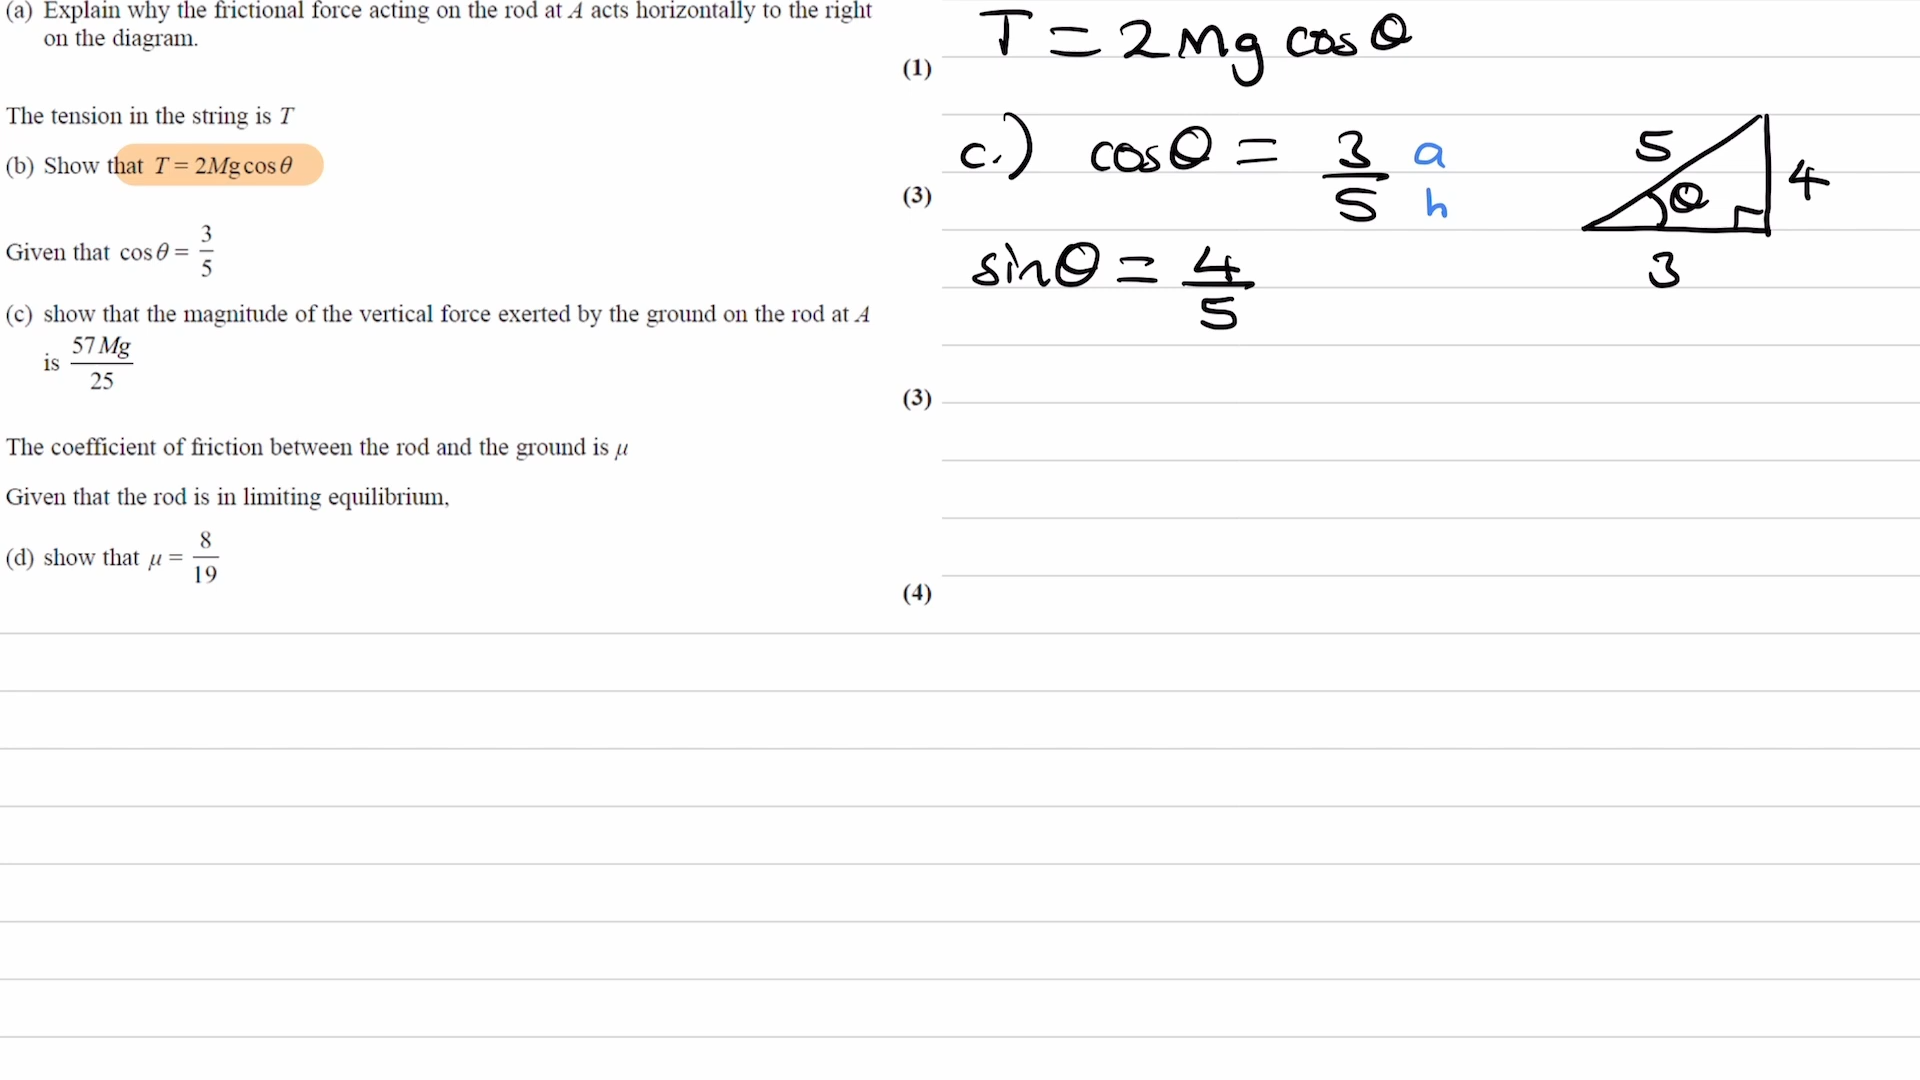 (a) Explain why the frictional force acting on the rod at A acts horizontally to the right
on the diagram.
(1)
The tension in the string is T
(b) Show that T = 2Mg cos θ
(3)
Given that cos θ = 3/5
(c) show that the magnitude of the vertical force exerted by the ground on the rod at A
is 57Mg/25
(3)
The coefficient of friction between the rod and the ground is μ
Given that the rod is in limiting equilibrium,
(d) show that μ = 8/19
(4)
T = 2Mg cos θ
c.) cos θ = 3/5 a h
sin θ = 4/5
5
θ
4
3